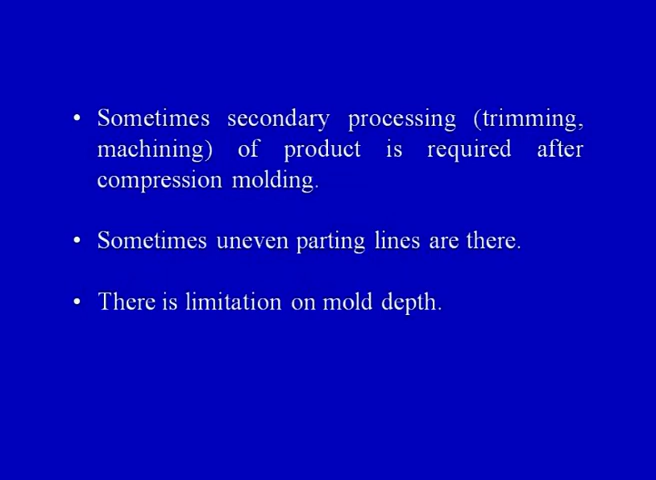 • Sometimes secondary processing (trimming,
machining) of product is required after
compression molding.
• Sometimes uneven parting lines are there.
• There is limitation on mold depth.